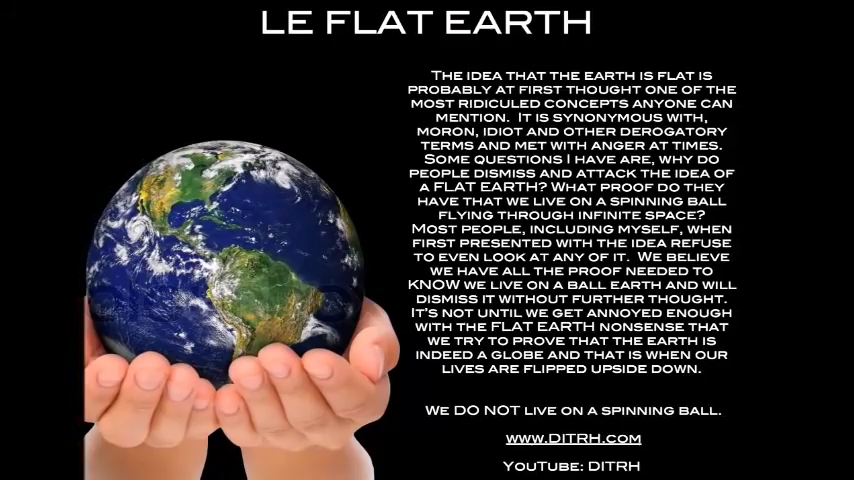 LE FLAT EARTH
THE IDEA THAT THE EARTH IS FLAT IS
PROBABLY AT FIRST THOUGHT ONE OF THE
MOST RIDICULED CONCEPTS ANYONE CAN
MENTION. IT IS SYNONYMOUS WITH,
MORON, IDIOT AND OTHER DEROGATORY
TERMS AND MET WITH ANGER AT TIMES.
SOME QUESTIONS I HAVE ARE, WHY DO
PEOPLE DISMISS AND ATTACK THE IDEA OF
A FLAT EARTH? WHAT PROOF DO THEY
HAVE THAT WE LIVE ON A SPINNING BALL
FLYING THROUGH INFINITE SPACE?
MOST PEOPLE, INCLUDING MYSELF, WHEN
FIRST PRESENTED WITH THE IDEA REFUSE
TO EVEN LOOK AT ANY OF IT. WE BELIEVE
WE HAVE ALL THE PROOF NEEDED TO
KNOW WE LIVE ON A BALL EARTH AND WILL
DISMISS IT WITHOUT FURTHER THOUGHT.
IT'S NOT UNTIL WE GET ANNOYED ENOUGH
WITH THE FLAT EARTH NONSENSE THAT
WE TRY TO PROVE THAT THE EARTH IS
INDEED A GLOBE AND THAT IS WHEN OUR
LIVES ARE FLIPPED UPSIDE DOWN.
WE DO NOT LIVE ON A SPINNING BALL.
WWW.DITRH.COM
YOUTUBE: DITRH